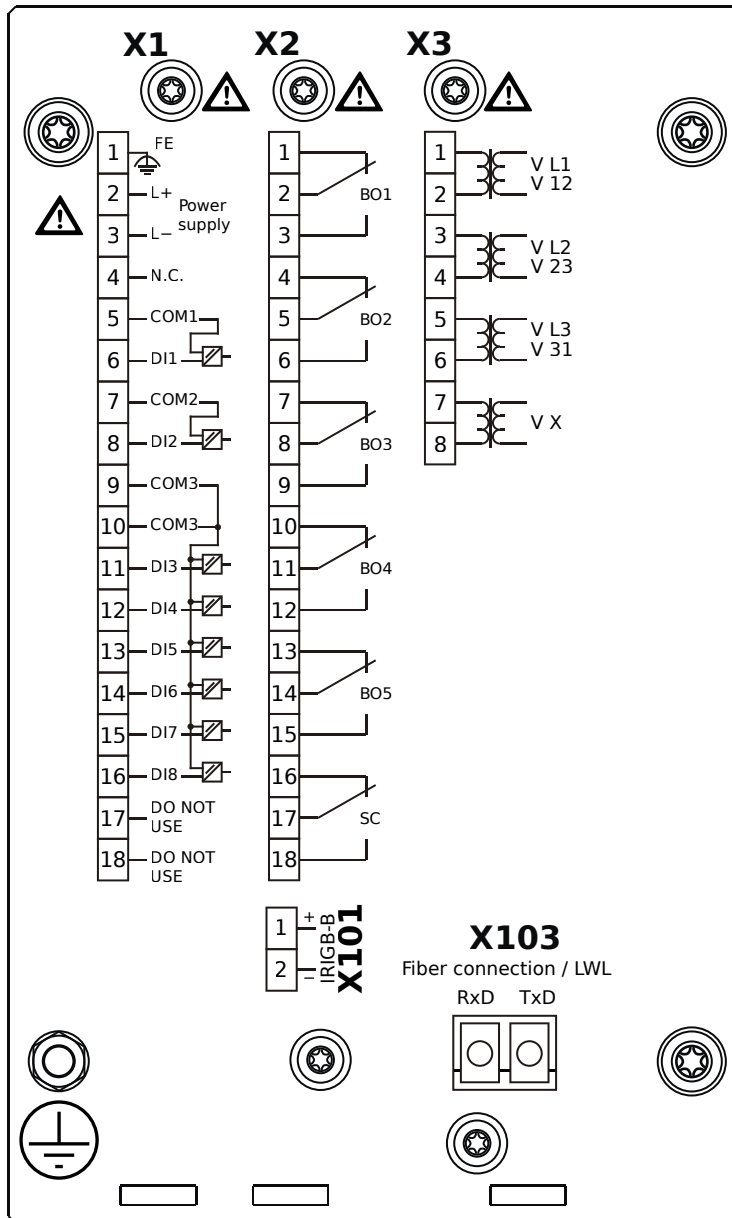 X1
X2
X3
1 FE
2 L+ Power supply
3 L−
4 N.C.
5 COM1
6 DI1
7 COM2
8 DI2
9 COM3
10 COM3
11 DI3
12 DI4
13 DI5
14 DI6
15 DI7
16 DI8
17 DO NOT
USE
18 DO NOT
USE
1
2 BO1
3
4
5 BO2
6
7
8 BO3
9
10
11 BO4
12
13
14 BO5
15
16
17 SC
18
1 V L1
2 V 12
3 V L2
4 V 23
5 V L3
6 V 31
7
V X
8
1 +
2 −
IRIGB-B
X101
X103
Fiber connection / LWL
RxD TxD